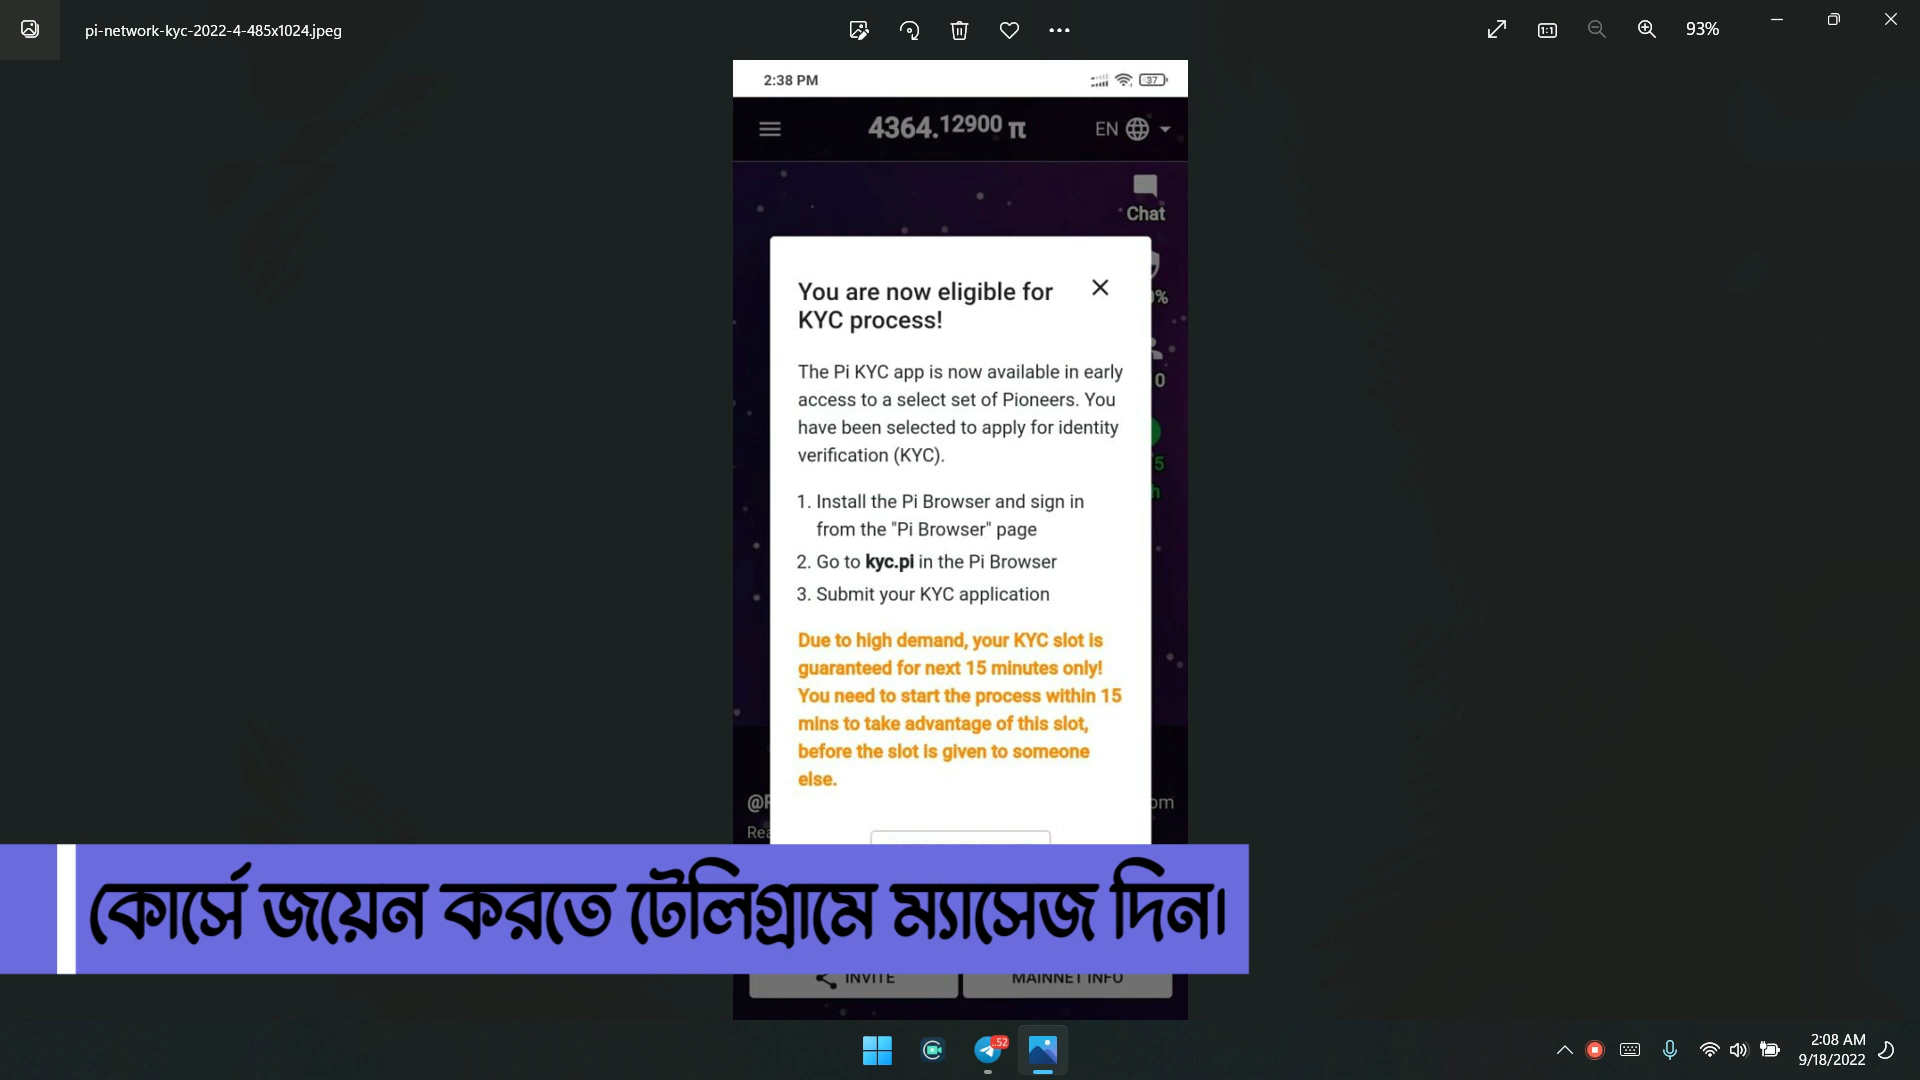 pi-network-kyc-2022-4-485x1024.jpeg
93%
2:38 PM
37
4364.12900 π
EN
Chat
You are now eligible for
KYC process!
%
0
The Pi KYC app is now available in early
access to a select set of Pioneers. You
have been selected to apply for identity
verification (KYC).
5
h
1. Install the Pi Browser and sign in
from the "Pi Browser" page
2. Go to kyc.pi in the Pi Browser
3. Submit your KYC application
Due to high demand, your KYC slot is
guaranteed for next 15 minutes only!
You need to start the process within 15
mins to take advantage of this slot,
before the slot is given to someone
else.
কোর্সে জয়েন করতে টেলিগ্রামে ম্যাসেজ দিন।
INVITE
MAINNET INFO
..52
2:08 AM
9/18/2022